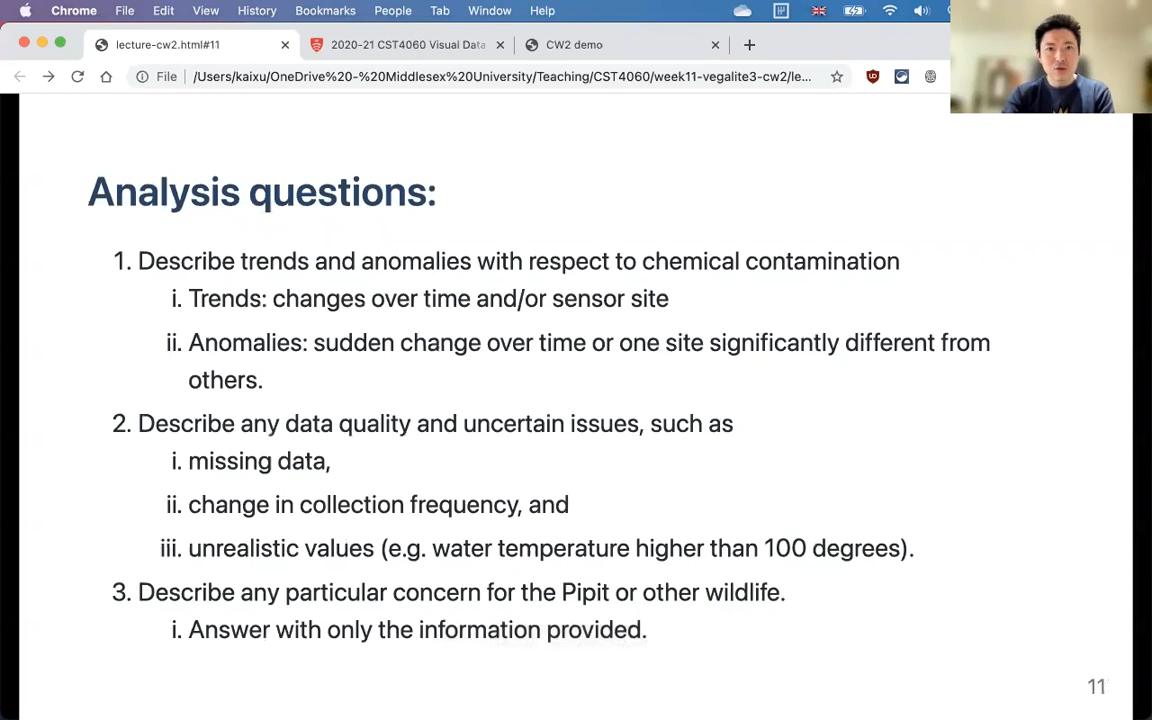 Chrome File Edit View History Bookmarks People Tab Window Help
lecture-cw2.html#11 2020-21 CST4060 Visual Data CW2 demo
File /Users/kaixu/OneDrive%20-%20Middlesex%20University/Teaching/CST4060/week11-vegalite3-cw2/le...
Analysis questions:
1. Describe trends and anomalies with respect to chemical contamination
i. Trends: changes over time and/or sensor site
ii. Anomalies: sudden change over time or one site significantly different from
others.
2. Describe any data quality and uncertain issues, such as
i. missing data,
ii. change in collection frequency, and
iii. unrealistic values (e.g. water temperature higher than 100 degrees).
3. Describe any particular concern for the Pipit or other wildlife.
i. Answer with only the information provided.
11